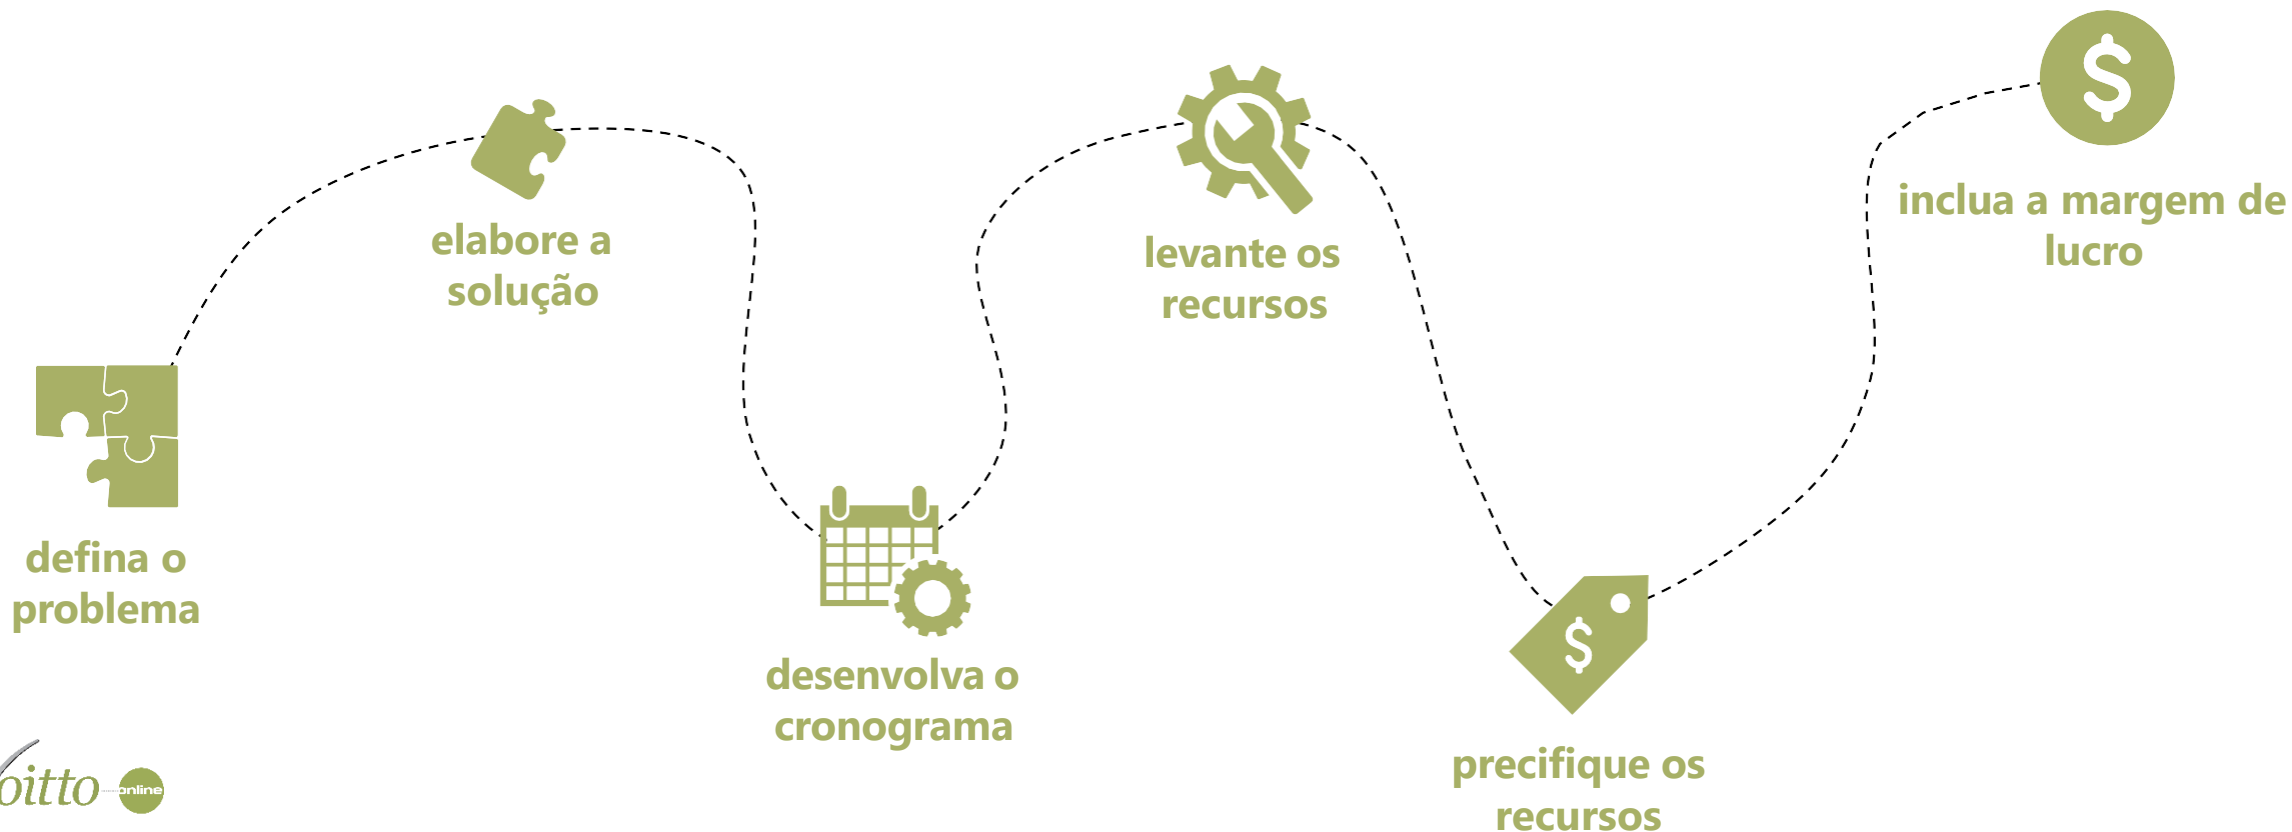 defina o
problema
elabore a
solução
desenvolva o
cronograma
levante os
recursos
precifique os
recursos
inclua a margem de
lucro
oitto
online